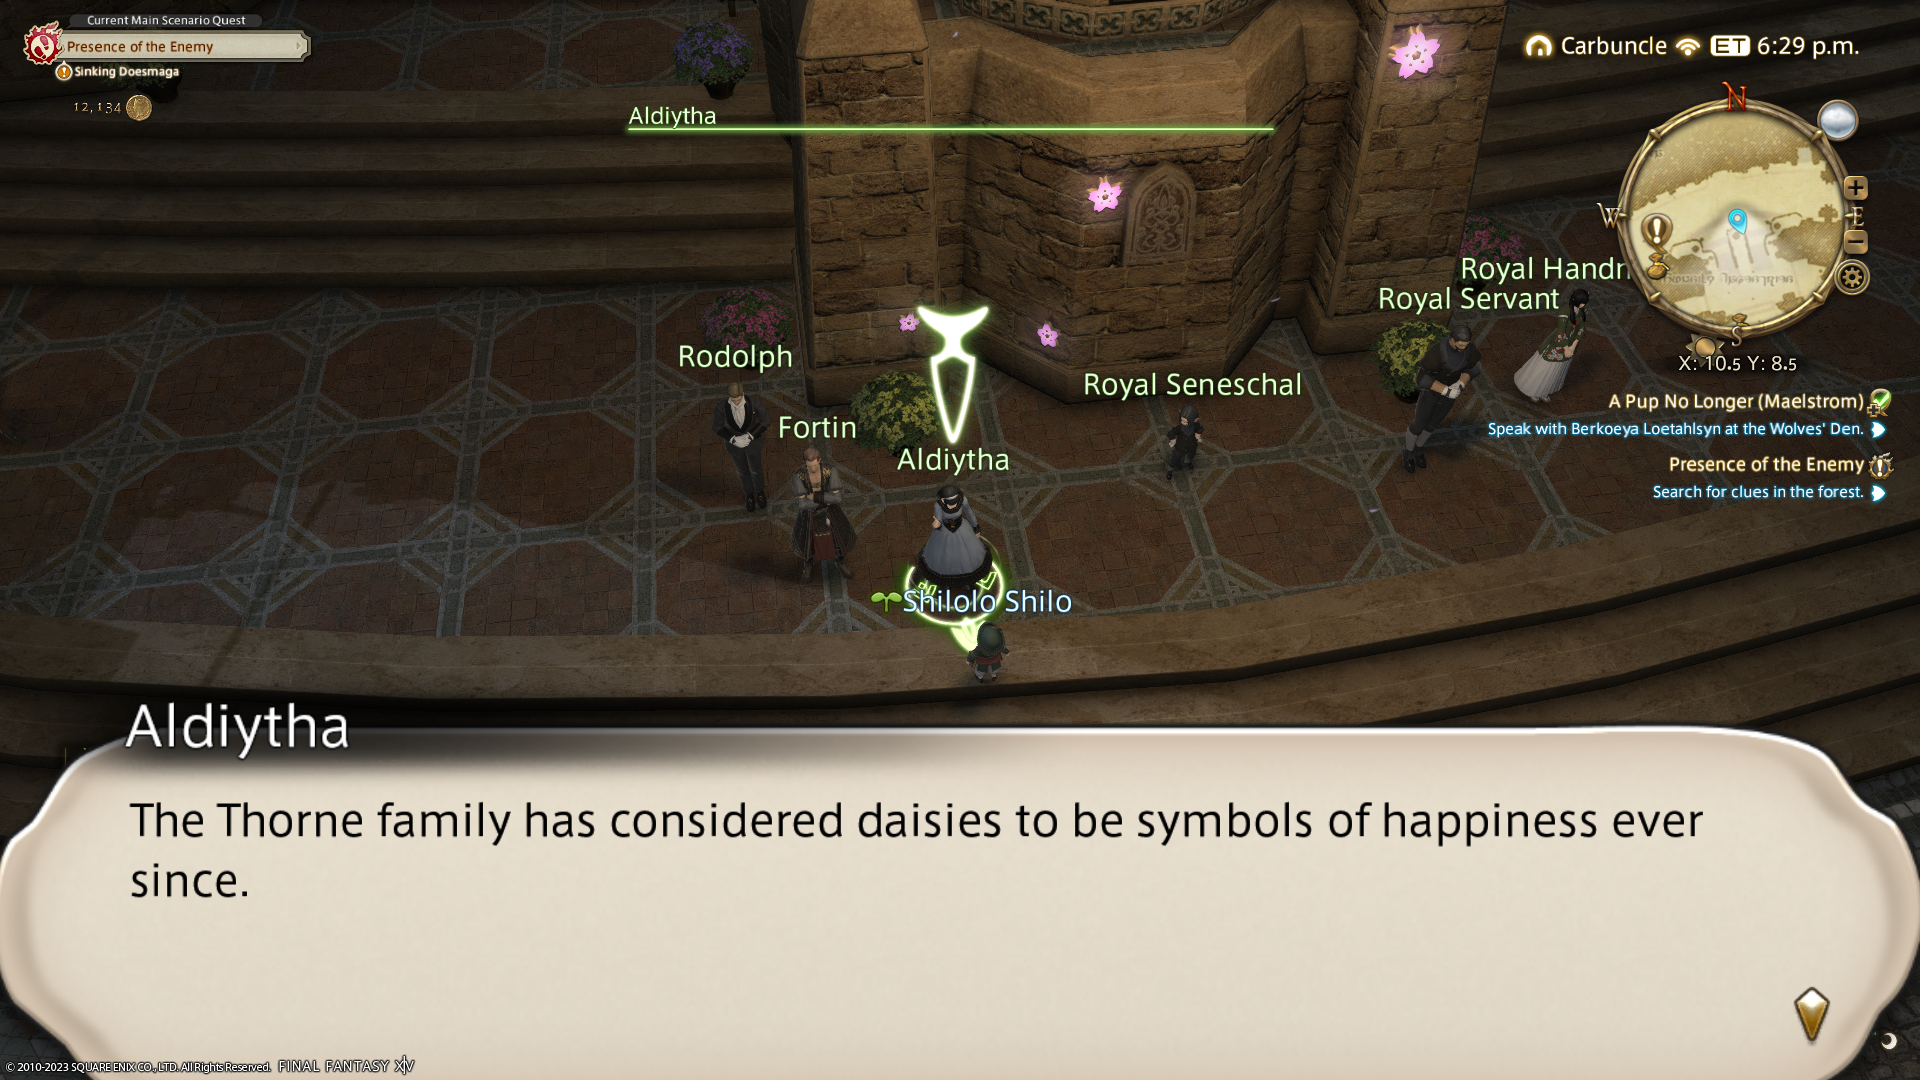 Current Main Scenario Quest
Presence of the Enemy
Sinking Doesmaga
12,134
Carbuncle ET 6:29 p.m.
N
W
E
S
X: 10.5 Y: 8.5
A Pup No Longer (Maelstrom)
Speak with Berkoeya Loetahlsyn at the Wolves' Den.
Presence of the Enemy
Search for clues in the forest.
Aldiytha
Royal Handm
Royal Servant
Rodolph
Royal Seneschal
Fortin
Aldiytha
Shilolo Shilo
Aldiytha
The Thorne family has considered daisies to be symbols of happiness ever
since.
© 2010-2023 SQUARE ENIX CO., LTD. All Rights Reserved. FINAL FANTASY XIV